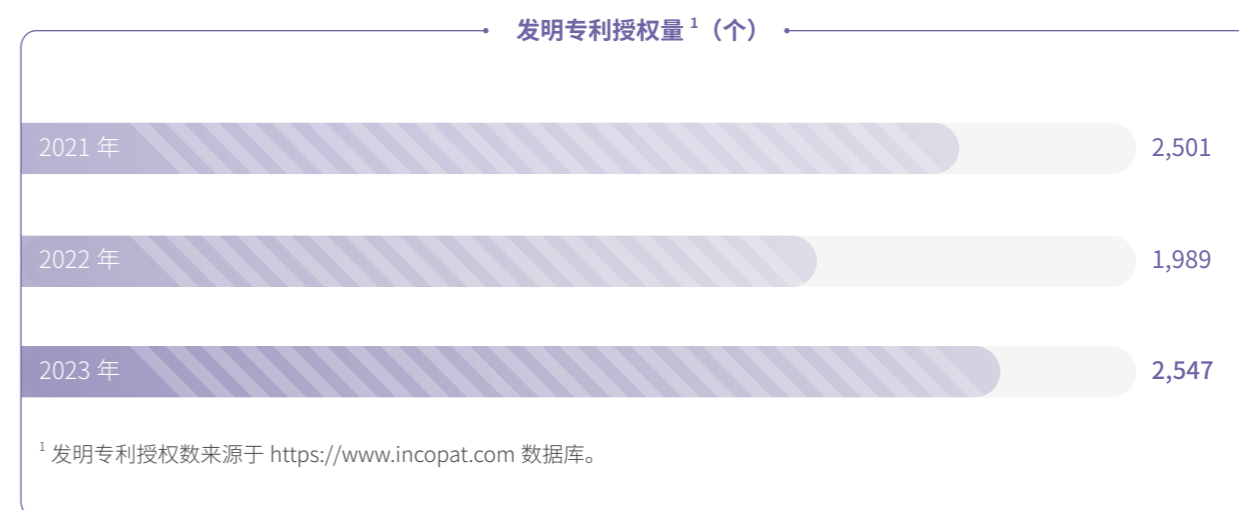 发明专利授权量 1（个）
2021 年 2,501
2022 年 1,989
2023 年 2,547
1 发明专利授权数来源于 https://www.incopat.com 数据库。